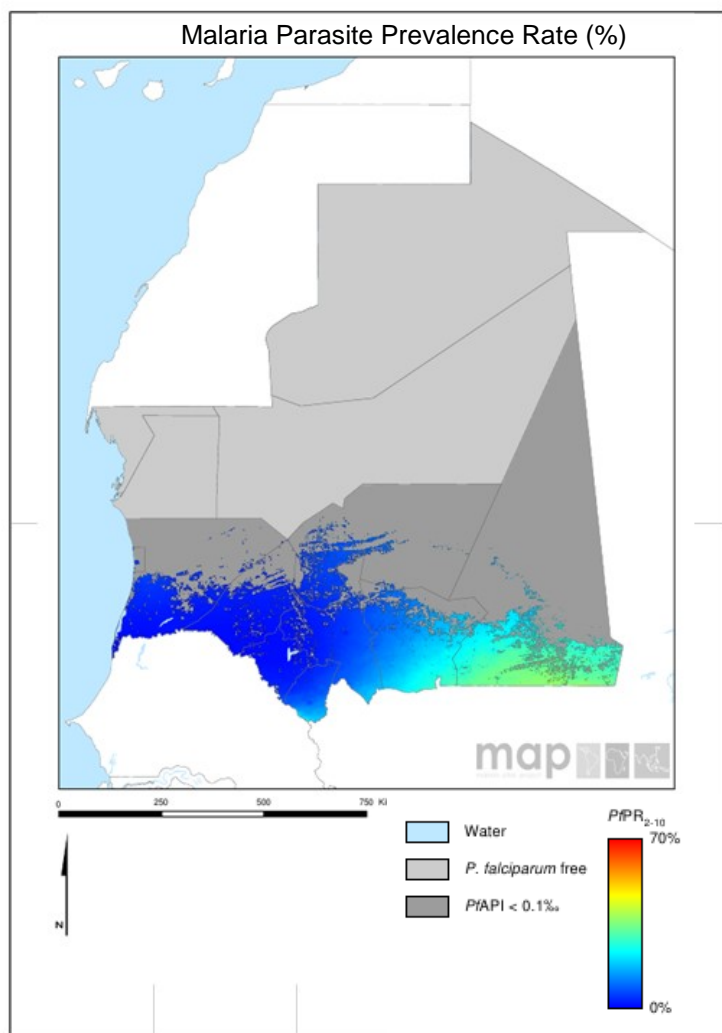 Malaria Parasite Prevalence Rate (%)
map
0 250 500 750 Ki
N
Water
P. falciparum free
PfAPI < 0.1‰
PfPR2-10
70%
0%